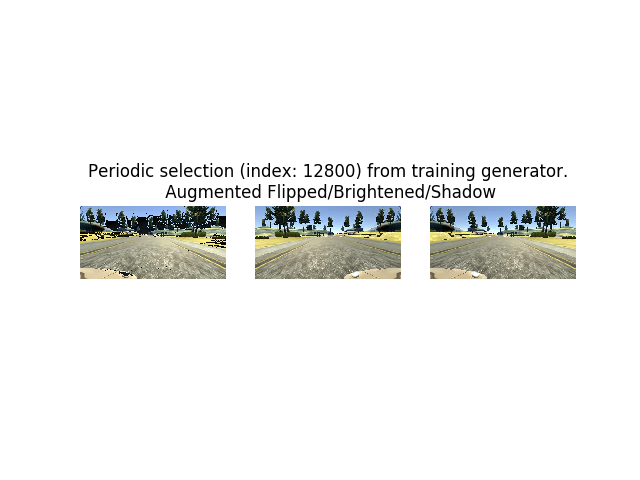 Periodic selection (index: 12800) from training generator.
Augmented Flipped/Brightened/Shadow